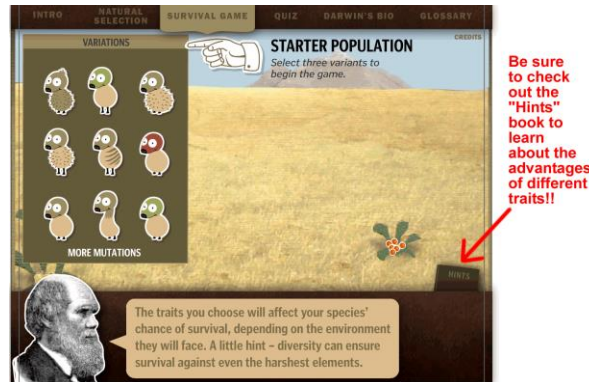 INTRO
NATURAL
SELECTION
SURVIVAL GAME
QUIZ
DARWIN'S BIO
GLOSSARY
CREDITS
VARIATIONS
STARTER POPULATION
Select three variants to
begin the game.
MORE MUTATIONS
HINTS
The traits you choose will affect your species'
chance of survival, depending on the environment
they will face. A little hint – diversity can ensure
survival against even the harshest elements.
Be sure
to check
out the
"Hints"
book to
learn
about the
advantages
of different
traits!!